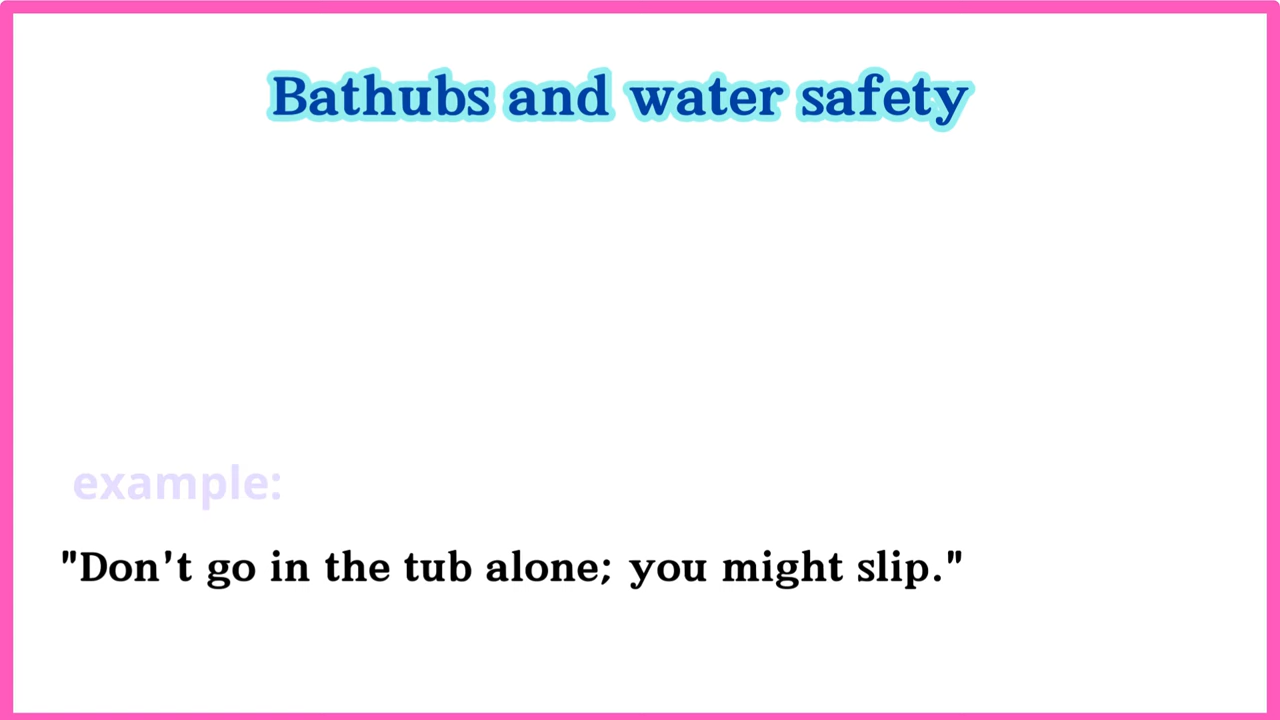 Bathubs and water safety
example:
"Don't go in the tub alone; you might slip."